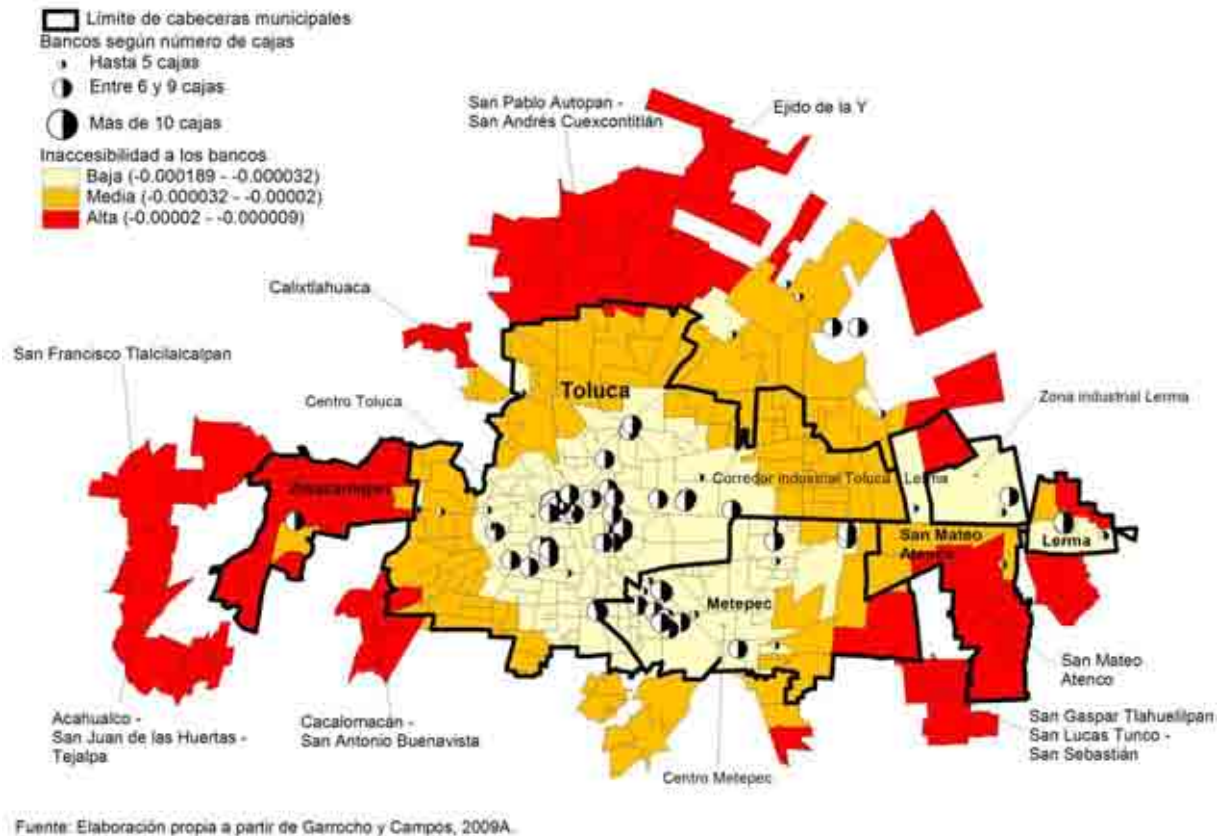 Límite de cabeceras municipales
Bancos según número de cajas
Hasta 5 cajas
Entre 6 y 9 cajas
Más de 10 cajas
Inaccesibilidad a los bancos
Baja (-0.000189 - -0.000032)
Media (-0.000032 - -0.00002)
Alta (-0.00002 - -0.000009)
San Pablo Autopan -
San Andrés Cuexcontitlán
Ejido de la Y
Calixtlahuaca
San Francisco Tlalcilalcalpan
Centro Toluca
Toluca
Zona industrial Lerma
Corredor industrial Toluca - Lerma
Zinacantepec
San Mateo
Atenco
Lerma
Metepec
San Mateo
Atenco
Acahualco -
San Juan de las Huertas -
Tejalpa
Cacalomacán -
San Antonio Buenavista
San Gaspar Tlahuelilpan
San Lucas Tunco -
San Sebastián
Centro Metepec
Fuente: Elaboración propia a partir de Garrocho y Campos, 2009A.